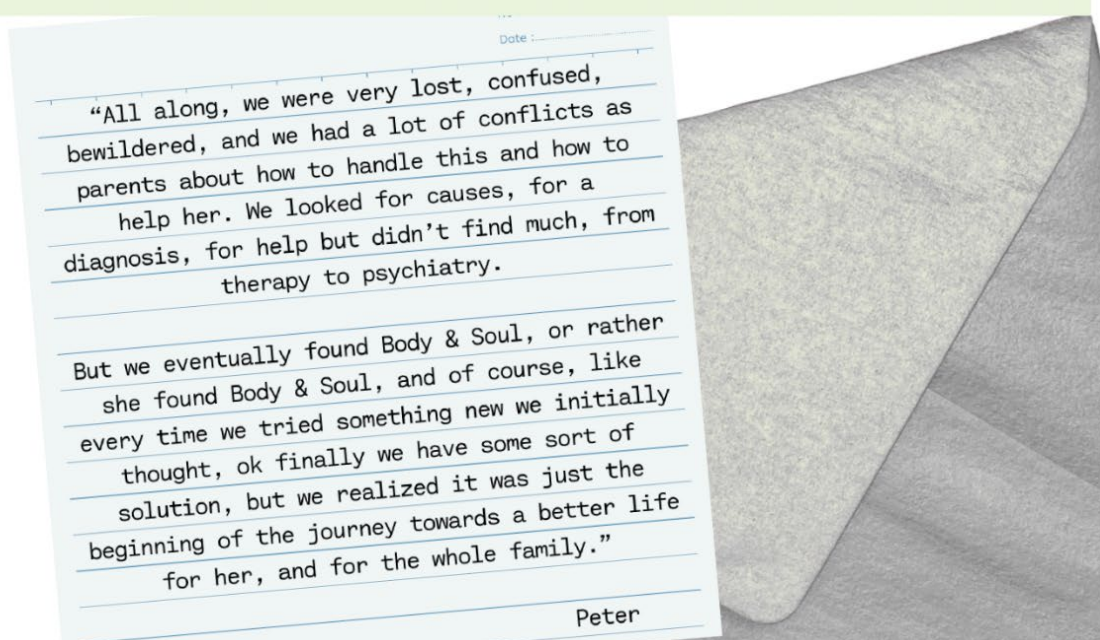 Date :
“All along, we were very lost, confused,
bewildered, and we had a lot of conflicts as
parents about how to handle this and how to
help her. We looked for causes, for a
diagnosis, for help but didn’t find much, from
therapy to psychiatry.
But we eventually found Body & Soul, or rather
she found Body & Soul, and of course, like
every time we tried something new we initially
thought, ok finally we have some sort of
solution, but we realized it was just the
beginning of the journey towards a better life
for her, and for the whole family.”
Peter